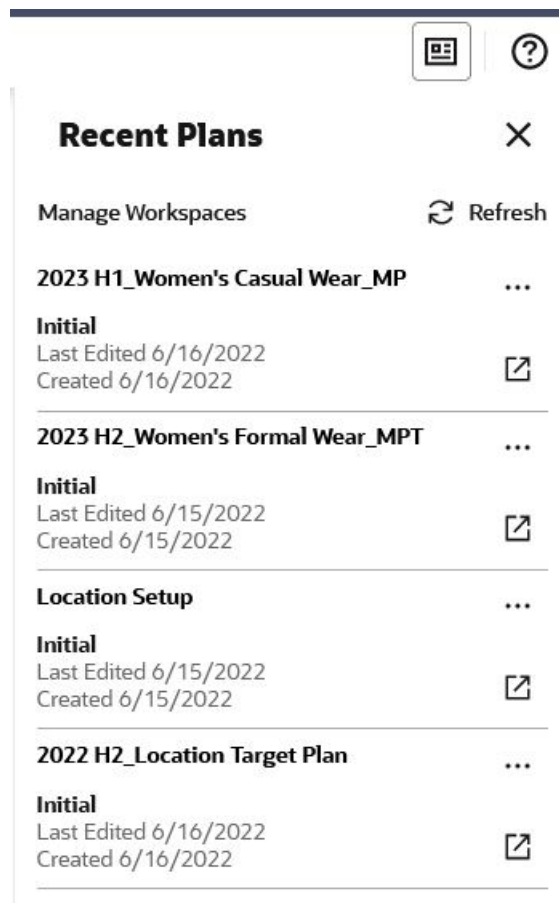 Recent Plans
Manage Workspaces Refresh
2023 H1_Women's Casual Wear_MP
Initial
Last Edited 6/16/2022
Created 6/16/2022
2023 H2_Women's Formal Wear_MPT
Initial
Last Edited 6/15/2022
Created 6/15/2022
Location Setup
Initial
Last Edited 6/15/2022
Created 6/15/2022
2022 H2_Location Target Plan
Initial
Last Edited 6/16/2022
Created 6/16/2022